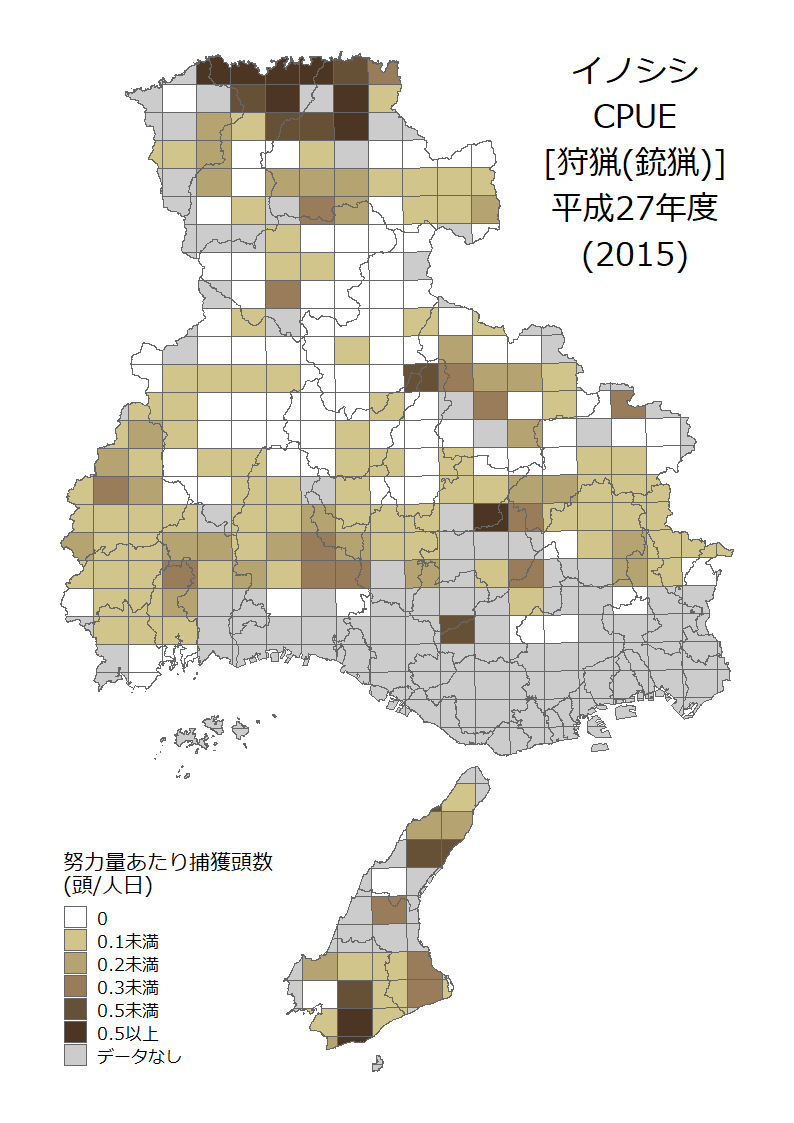 イノシシ
CPUE
[狩猟(銃猟)]
平成27年度
(2015)
努力量あたり捕獲頭数
(頭/人日)
0
0.1未満
0.2未満
0.3未満
0.5未満
0.5以上
データなし